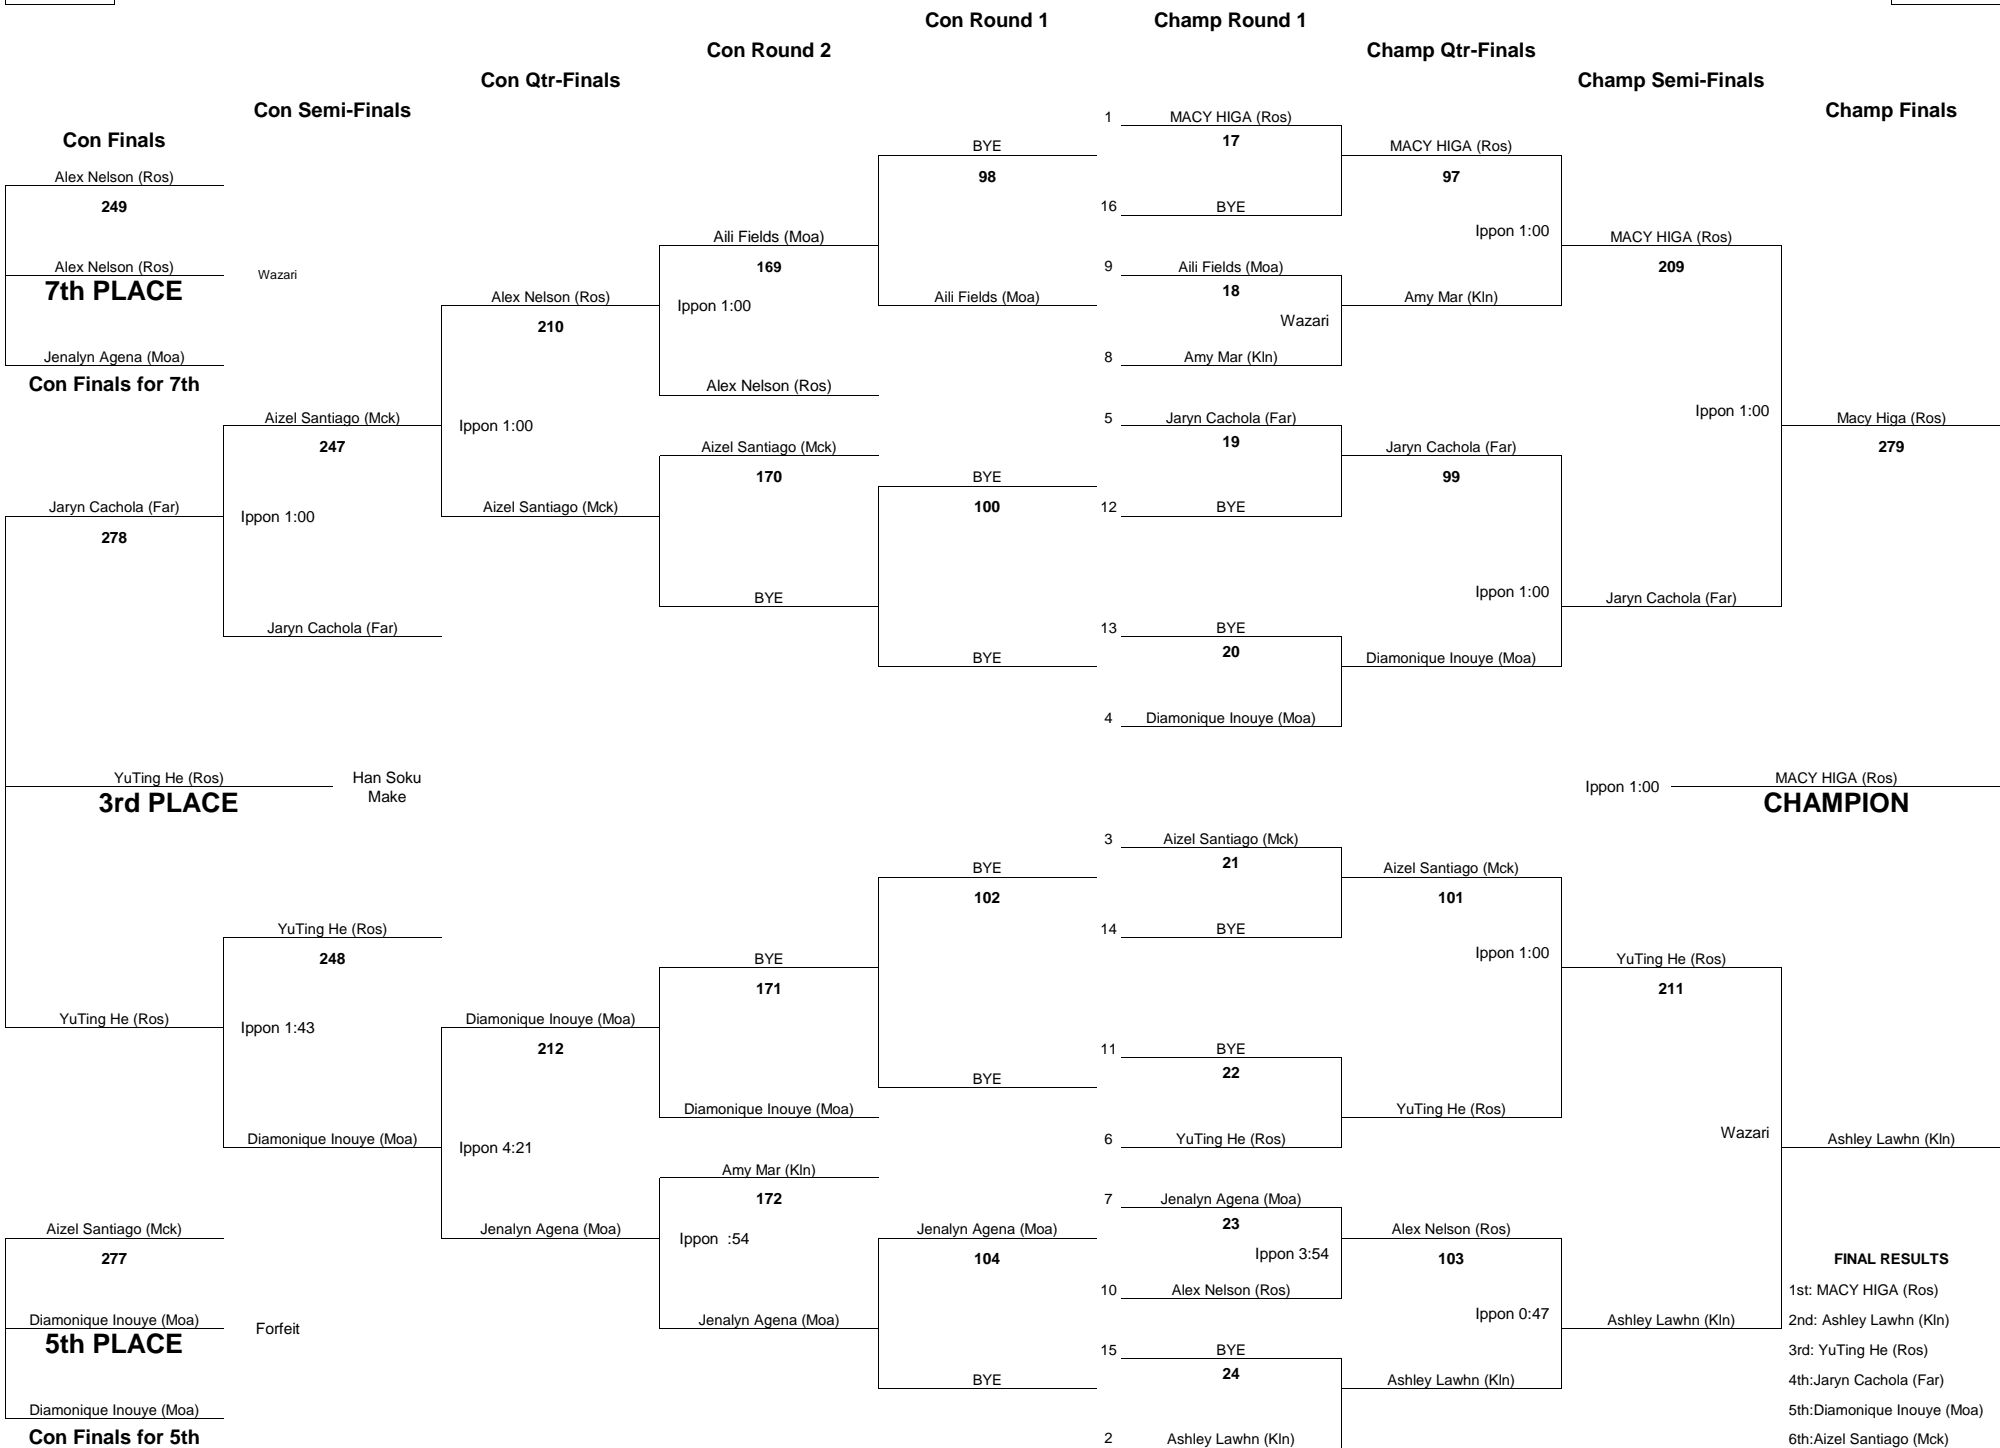 Con Round 1
Champ Round 1
Con Round 2
Champ Qtr-Finals
Con Qtr-Finals
Champ Semi-Finals
Con Semi-Finals
Champ Finals
Con Finals
Alex Nelson (Ros)
249
Alex Nelson (Ros)
Wazari
7th PLACE
Jenalyn Agena (Moa)
Con Finals for 7th
Jaryn Cachola (Far)
278
YuTing He (Ros)
Han Soku
Make
3rd PLACE
YuTing He (Ros)
Aizel Santiago (Mck)
277
Diamonique Inouye (Moa)
Forfeit
5th PLACE
Diamonique Inouye (Moa)
Con Finals for 5th
Aizel Santiago (Mck)
247
Ippon 1:00
Jaryn Cachola (Far)
YuTing He (Ros)
248
Ippon 1:43
Diamonique Inouye (Moa)
Alex Nelson (Ros)
210
Ippon 1:00
Aizel Santiago (Mck)
Diamonique Inouye (Moa)
212
Ippon 4:21
Jenalyn Agena (Moa)
Aili Fields (Moa)
169
Ippon 1:00
Alex Nelson (Ros)
Aizel Santiago (Mck)
170
BYE
BYE
171
Diamonique Inouye (Moa)
Amy Mar (Kln)
172
Ippon :54
Jenalyn Agena (Moa)
BYE
98
Aili Fields (Moa)
BYE
100
BYE
BYE
102
BYE
Jenalyn Agena (Moa)
104
BYE
1 MACY HIGA (Ros)
17
16 BYE
9 Aili Fields (Moa)
18
Wazari
8 Amy Mar (Kln)
5 Jaryn Cachola (Far)
19
12 BYE
13 BYE
20
4 Diamonique Inouye (Moa)
3 Aizel Santiago (Mck)
21
14 BYE
11 BYE
22
6 YuTing He (Ros)
7 Jenalyn Agena (Moa)
23
Ippon 3:54
10 Alex Nelson (Ros)
15 BYE
24
2 Ashley Lawhn (Kln)
MACY HIGA (Ros)
97
Ippon 1:00
Amy Mar (Kln)
Jaryn Cachola (Far)
99
Ippon 1:00
Diamonique Inouye (Moa)
Aizel Santiago (Mck)
101
Ippon 1:00
YuTing He (Ros)
Alex Nelson (Ros)
103
Ippon 0:47
Ashley Lawhn (Kln)
MACY HIGA (Ros)
209
Ippon 1:00
Jaryn Cachola (Far)
YuTing He (Ros)
211
Wazari
Ashley Lawhn (Kln)
Macy Higa (Ros)
279
Ippon 1:00
MACY HIGA (Ros)
CHAMPION
Ashley Lawhn (Kln)
FINAL RESULTS
1st: MACY HIGA (Ros)
2nd: Ashley Lawhn (Kln)
3rd: YuTing He (Ros)
4th:Jaryn Cachola (Far)
5th:Diamonique Inouye (Moa)
6th:Aizel Santiago (Mck)